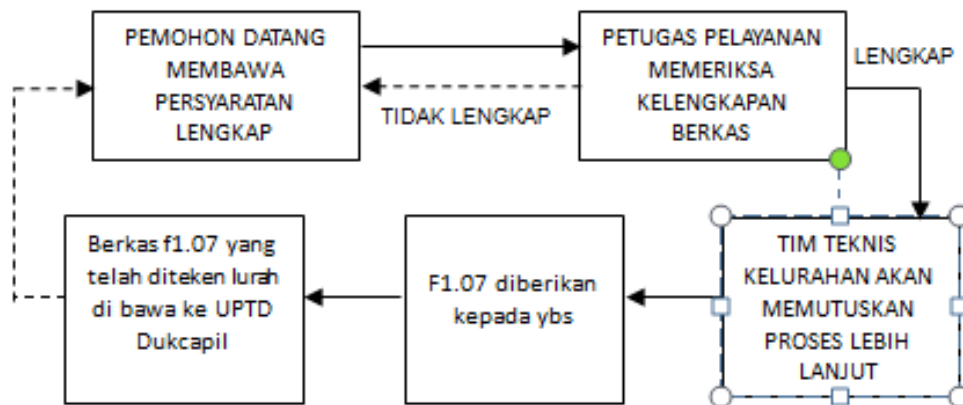 PEMOHON DATANG
MEMBAWA
PERSYARATAN
LENGKAP
TIDAK LENGKAP
PETUGAS PELAYANAN
MEMERIKSA
KELENGKAPAN
BERKAS
LENGKAP
TIM TEKNIS
KELURAHAN AKAN
MEMUTUSKAN
PROSES LEBIH
LANJUT
F1.07 diberikan
kepada ybs
Berkas f1.07 yang
telah diteken lurah
di bawa ke UPTD
Dukcapil